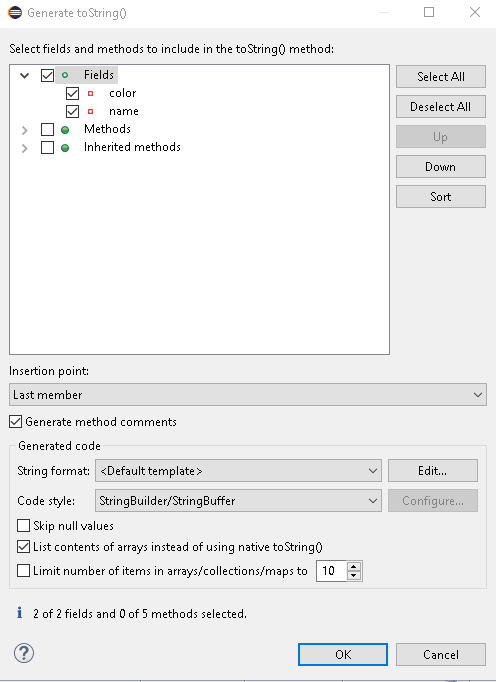 Generate toString()
Select fields and methods to include in the toString() method:
Fields
color
name
Methods
Inherited methods
Select All
Deselect All
Up
Down
Sort
Insertion point:
Last member
Generate method comments
Generated code
String format: <Default template> Edit...
Code style: StringBuilder/StringBuffer Configure...
Skip null values
List contents of arrays instead of using native toString()
Limit number of items in arrays/collections/maps to 10
2 of 2 fields and 0 of 5 methods selected.
OK Cancel